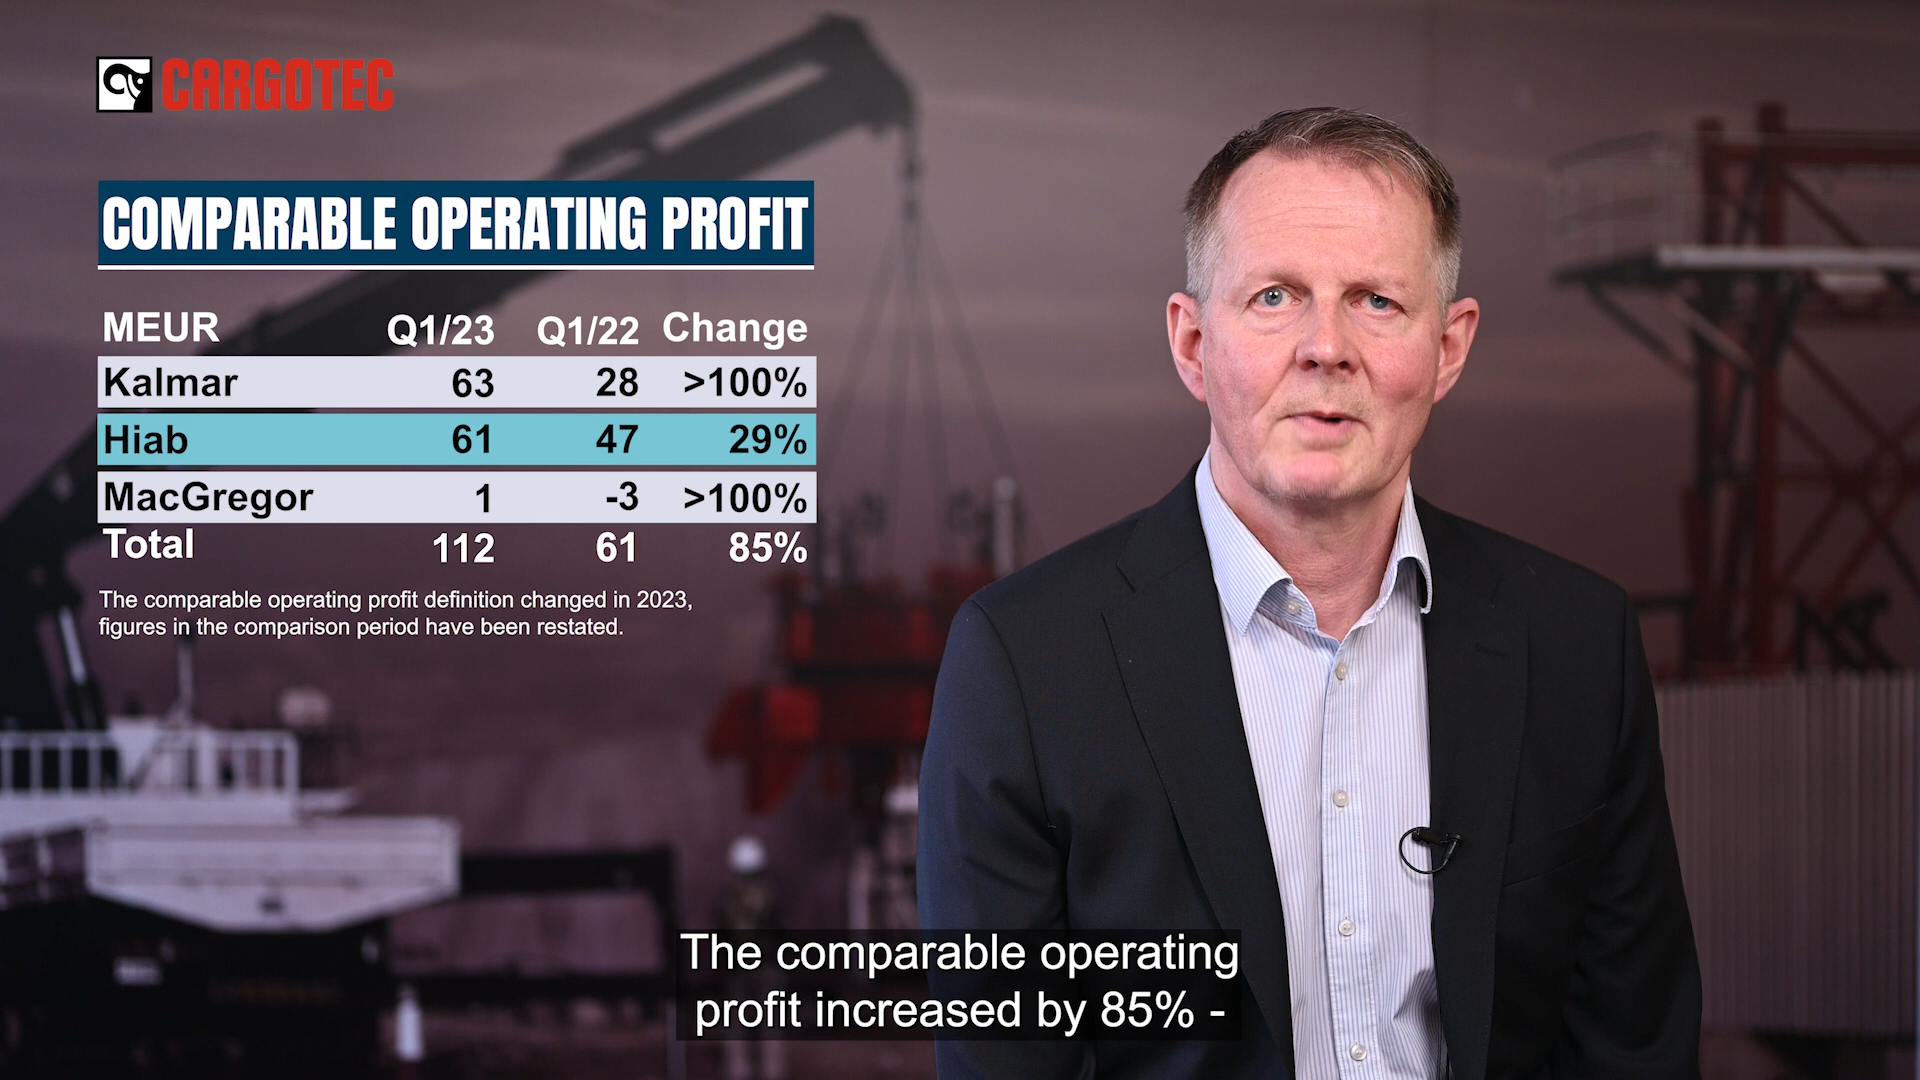 CARGOTEC
COMPARABLE OPERATING PROFIT
MEUR Q1/23 Q1/22 Change
Kalmar 63 28 >100%
Hiab 61 47 29%
MacGregor 1 -3 >100%
Total 112 61 85%
The comparable operating profit definition changed in 2023,
figures in the comparison period have been restated.
The comparable operating
profit increased by 85% -